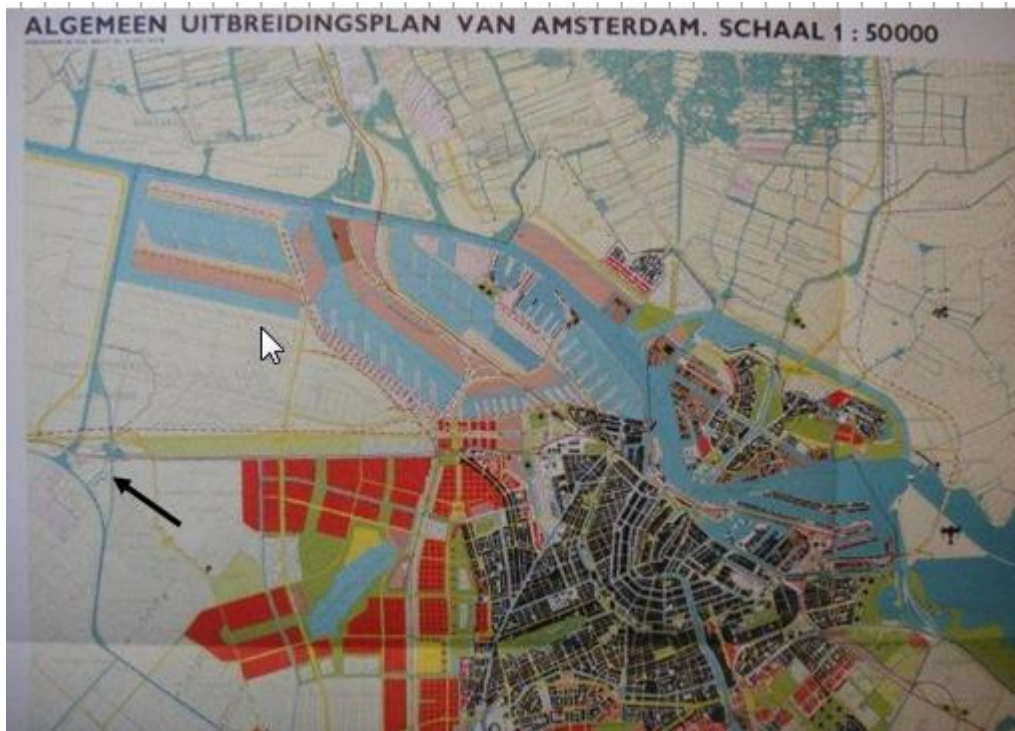 ALGEMEEN UITBREIDINGSPLAN VAN AMSTERDAM. SCHAAL 1 : 50000